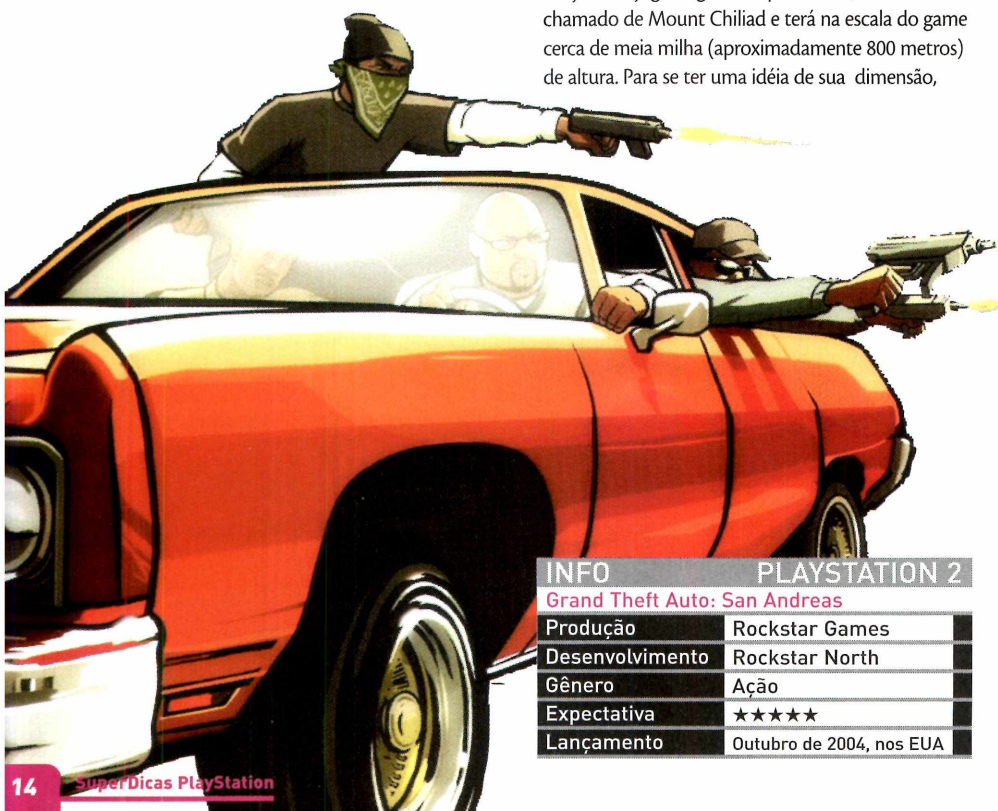 chamado de Mount Chiliad e terá na escala do game
cerca de meia milha (aproximadamente 800 metros)
de altura. Para se ter uma idéia de sua dimensão,
INFO PLAYSTATION 2
Grand Theft Auto: San Andreas
Produção Rockstar Games
Desenvolvimento Rockstar North
Gênero Ação
Expectativa ★★★★★
Lançamento Outubro de 2004, nos EUA
14 SuperDicas PlayStation